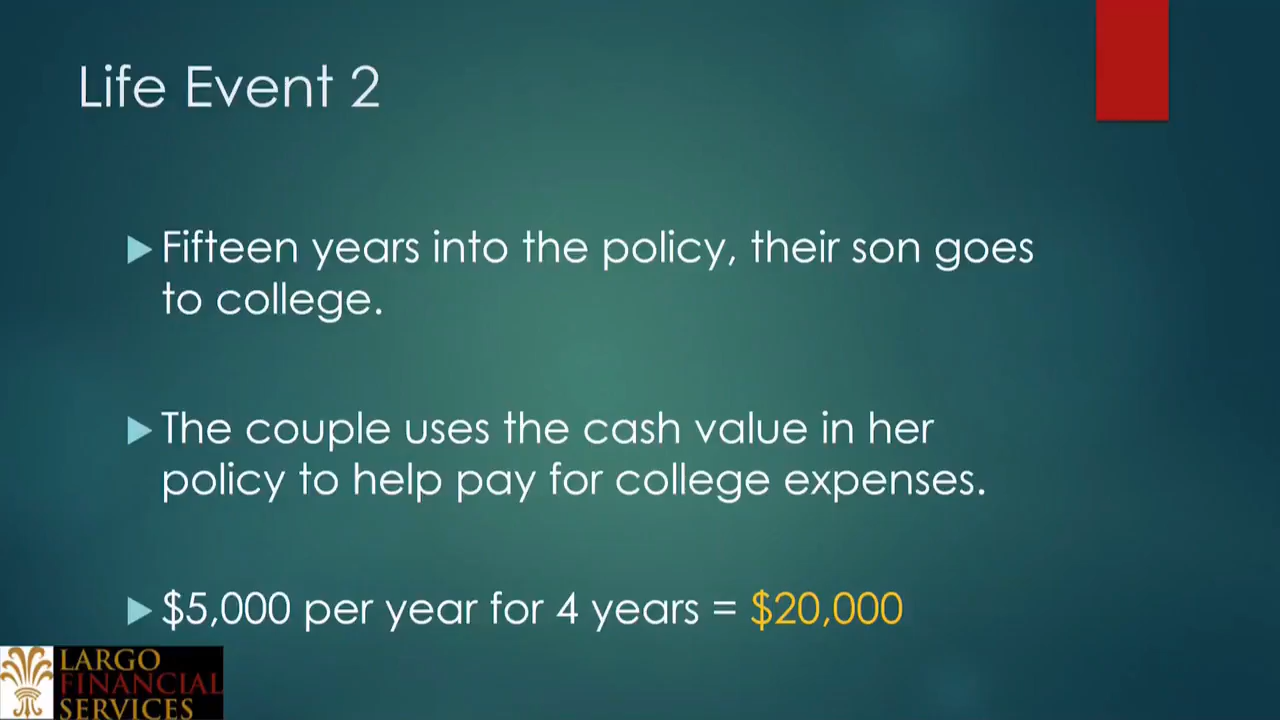 Life Event 2
Fifteen years into the policy, their son goes
to college.
The couple uses the cash value in her
policy to help pay for college expenses.
$5,000 per year for 4 years = $20,000
LARGO
FINANCIAL
SERVICES